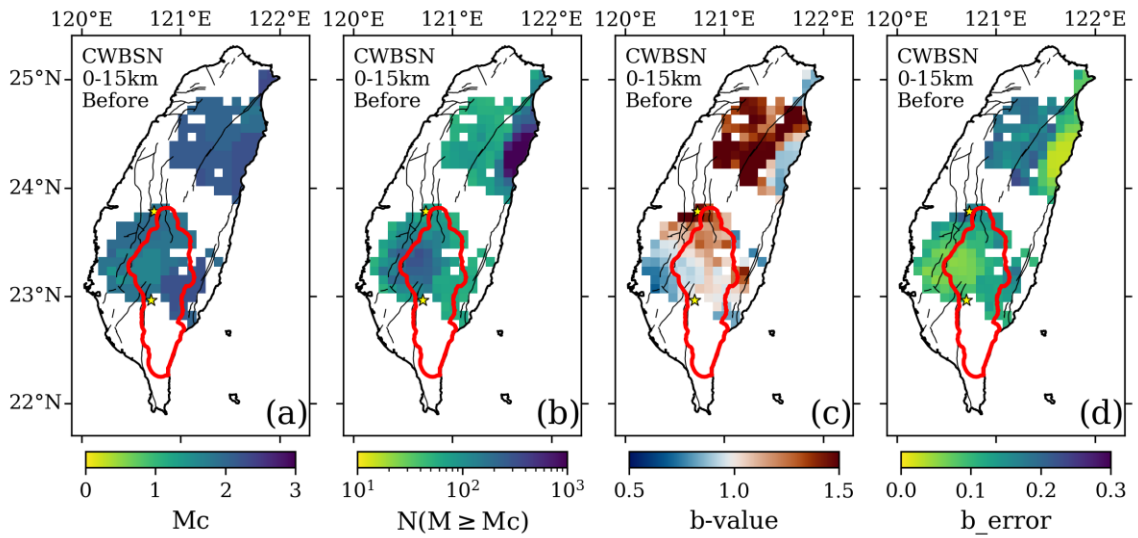 120°E 121°E 122°E
120°E 121°E 122°E
120°E 121°E 122°E
120°E 121°E 122°E
25°N
24°N
23°N
22°N
CWBSN
0-15km
Before
(a)
CWBSN
0-15km
Before
(b)
CWBSN
0-15km
Before
(c)
CWBSN
0-15km
Before
(d)
0 1 2 3
Mc
10¹ 10² 10³
N(M ≥ Mc)
0.5 1.0 1.5
b-value
0.0 0.1 0.2 0.3
b_error